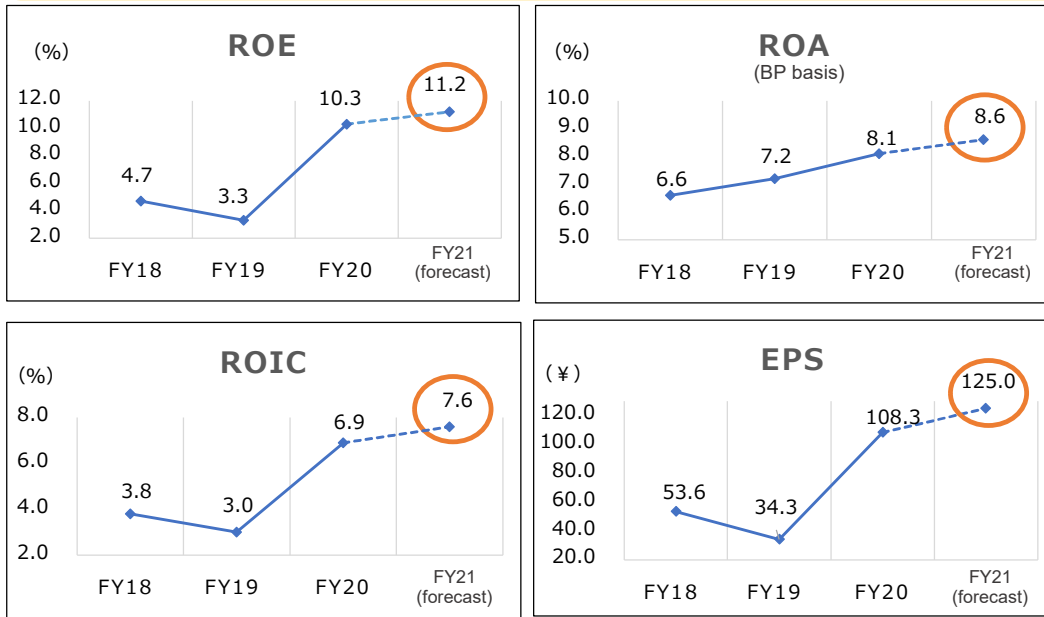 ROE
（%）
12.0
10.0
8.0
6.0
4.0
2.0
4.7
3.3
10.3
11.2
FY18
FY19
FY20
FY21
(forecast)
ROA
(BP basis)
（%）
10.0
9.0
8.0
7.0
6.0
5.0
6.6
7.2
8.1
8.6
FY18
FY19
FY20
FY21
(forecast)
ROIC
（%）
8.0
6.0
4.0
2.0
3.8
3.0
6.9
7.6
FY18
FY19
FY20
FY21
(forecast)
EPS
（¥）
120.0
100.0
80.0
60.0
40.0
20.0
53.6
34.3
108.3
125.0
FY18
FY19
FY20
FY21
(forecast)